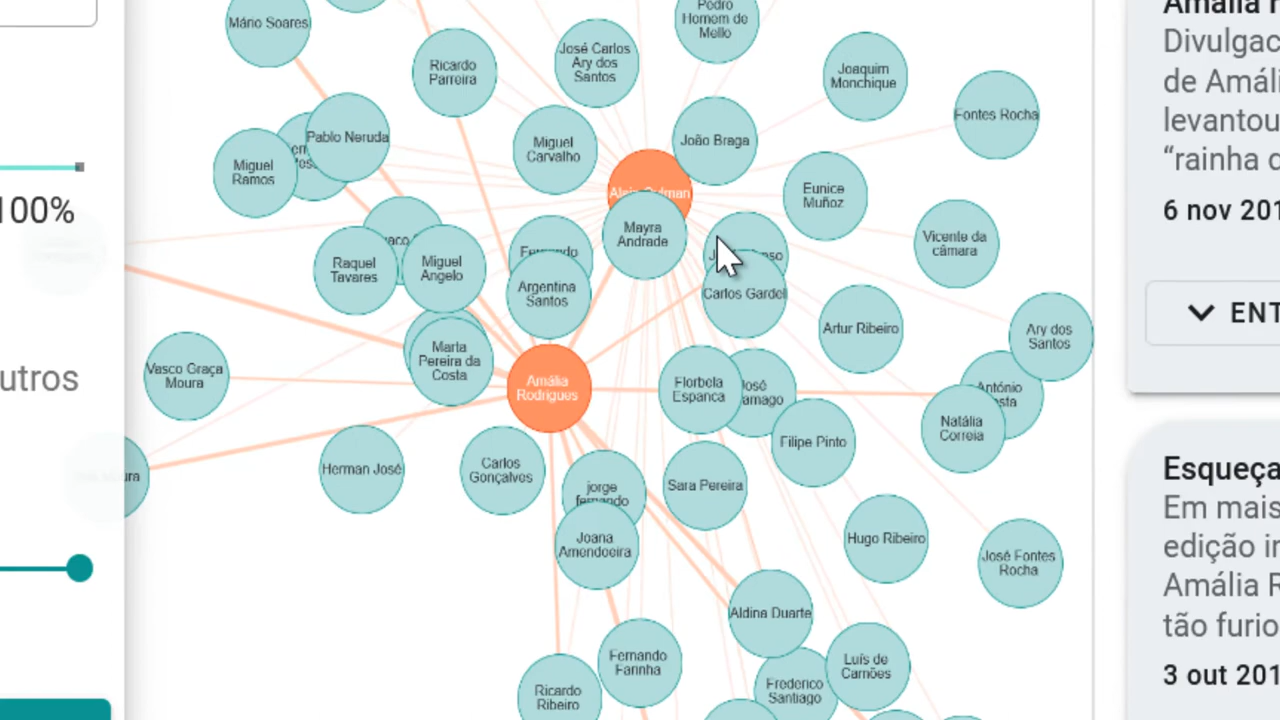 Mário Soares
Pedro
Homem de
Mello
José Carlos
Ary dos
Santos
Ricardo
Parreira
Joaquim
Monchique
Fontes Rocha
Pablo Neruda
Miguel
Carvalho
João Braga
Miguel
Ramos
Eunice
Muñoz
Mayra
Andrade
Vicente da
câmara
Raquel
Tavares
Miguel
Angelo
Fernando
Argentina
Santos
Carlos Gardel
Artur Ribeiro
Ary dos
Santos
Vasco Graça
Moura
Marta
Pereira da
Costa
Amália
Rodrigues
Florbela
Espanca
José
António
Natália
Correia
Filipe Pinto
Herman José
Carlos
Gonçalves
jorge
fernando
Sara Pereira
Joana
Amendoeira
Hugo Ribeiro
José Fontes
Rocha
Aldina Duarte
Fernando
Farinha
Luís de
Camões
Ricardo
Ribeiro
Frederico
Santiago
100%
utros
Divulgac
de Amáli
levantou
“rainha d
6 nov 201
ENT
Esqueça
Em mais
edição in
Amália R
tão furio
3 out 201